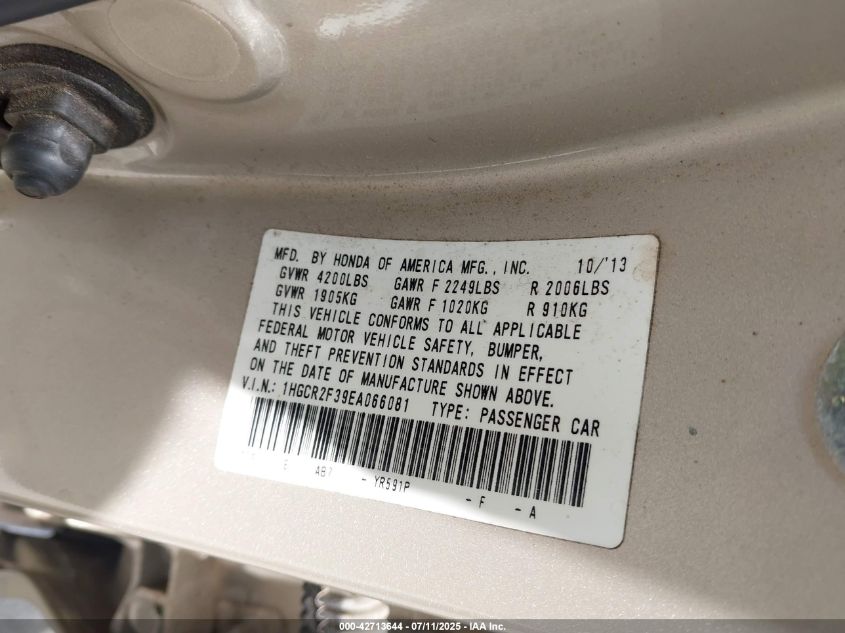 MFD. BY HONDA OF AMERICA MFG., INC. 10/'13
GVWR 4200LBS GAWR F 2249LBS R 2006LBS
GVWR 1905KG GAWR F 1020KG R 910KG
THIS VEHICLE CONFORMS TO ALL APPLICABLE
FEDERAL MOTOR VEHICLE SAFETY, BUMPER,
AND THEFT PREVENTION STANDARDS IN EFFECT
ON THE DATE OF MANUFACTURE SHOWN ABOVE.
V.I.N.: 1HGCR2F39EA066081 TYPE: PASSENGER CAR
E AB7 - YR591P - F - A
000-42713644 - 07/11/2025 - IAA Inc.